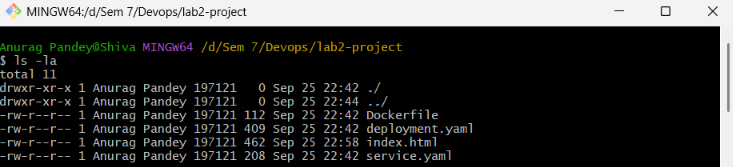 MINGW64:/d/Sem 7/Devops/lab2-project
Anurag Pandey@Shiva MINGW64 /d/Sem 7/Devops/lab2-project
$ ls -la
total 11
drwxr-xr-x 1 Anurag Pandey 197121   0 Sep 25 22:42 ./
drwxr-xr-x 1 Anurag Pandey 197121   0 Sep 25 22:44 ../
-rw-r--r-- 1 Anurag Pandey 197121 112 Sep 25 22:42 Dockerfile
-rw-r--r-- 1 Anurag Pandey 197121 409 Sep 25 22:42 deployment.yaml
-rw-r--r-- 1 Anurag Pandey 197121 462 Sep 25 22:58 index.html
-rw-r--r-- 1 Anurag Pandey 197121 208 Sep 25 22:42 service.yaml